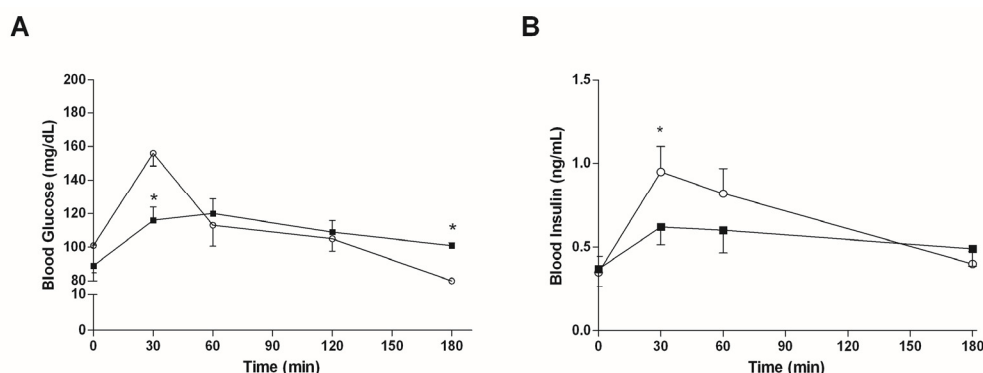 A
B
Blood Glucose (mg/dL)
200
180
160
140
120
100
80
10
0
*
*
0 30 60 90 120 150 180
Time (min)
Blood Insulin (ng/mL)
1.5
1.0
0.5
0.0
*
0 30 60 90 120 150 180
Time (min)